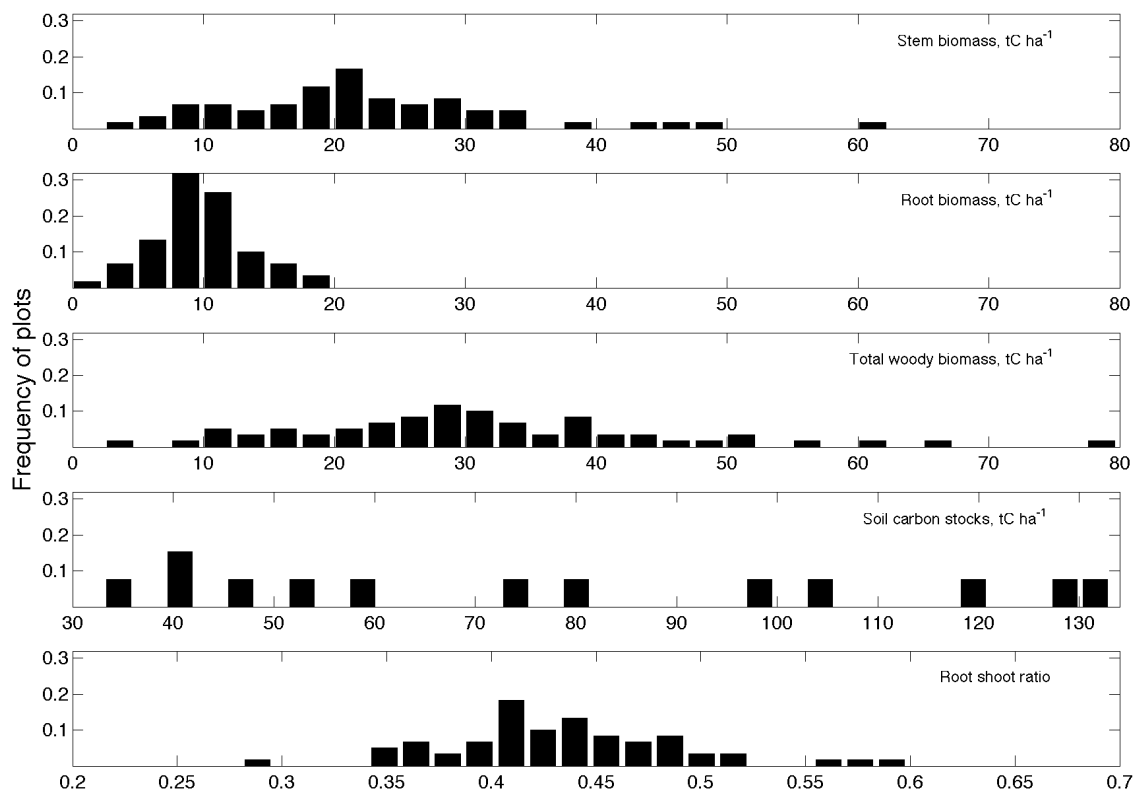 Frequency of plots
0.3
0.2
0.1
Stem biomass, tC ha⁻¹
0 10 20 30 40 50 60 70 80
0.3
0.2
0.1
Root biomass, tC ha⁻¹
0 10 20 30 40 50 60 70 80
0.3
0.2
0.1
Total woody biomass, tC ha⁻¹
0 10 20 30 40 50 60 70 80
0.3
0.2
0.1
Soil carbon stocks, tC ha⁻¹
30 40 50 60 70 80 90 100 110 120 130
0.3
0.2
0.1
Root shoot ratio
0.2 0.25 0.3 0.35 0.4 0.45 0.5 0.55 0.6 0.65 0.7